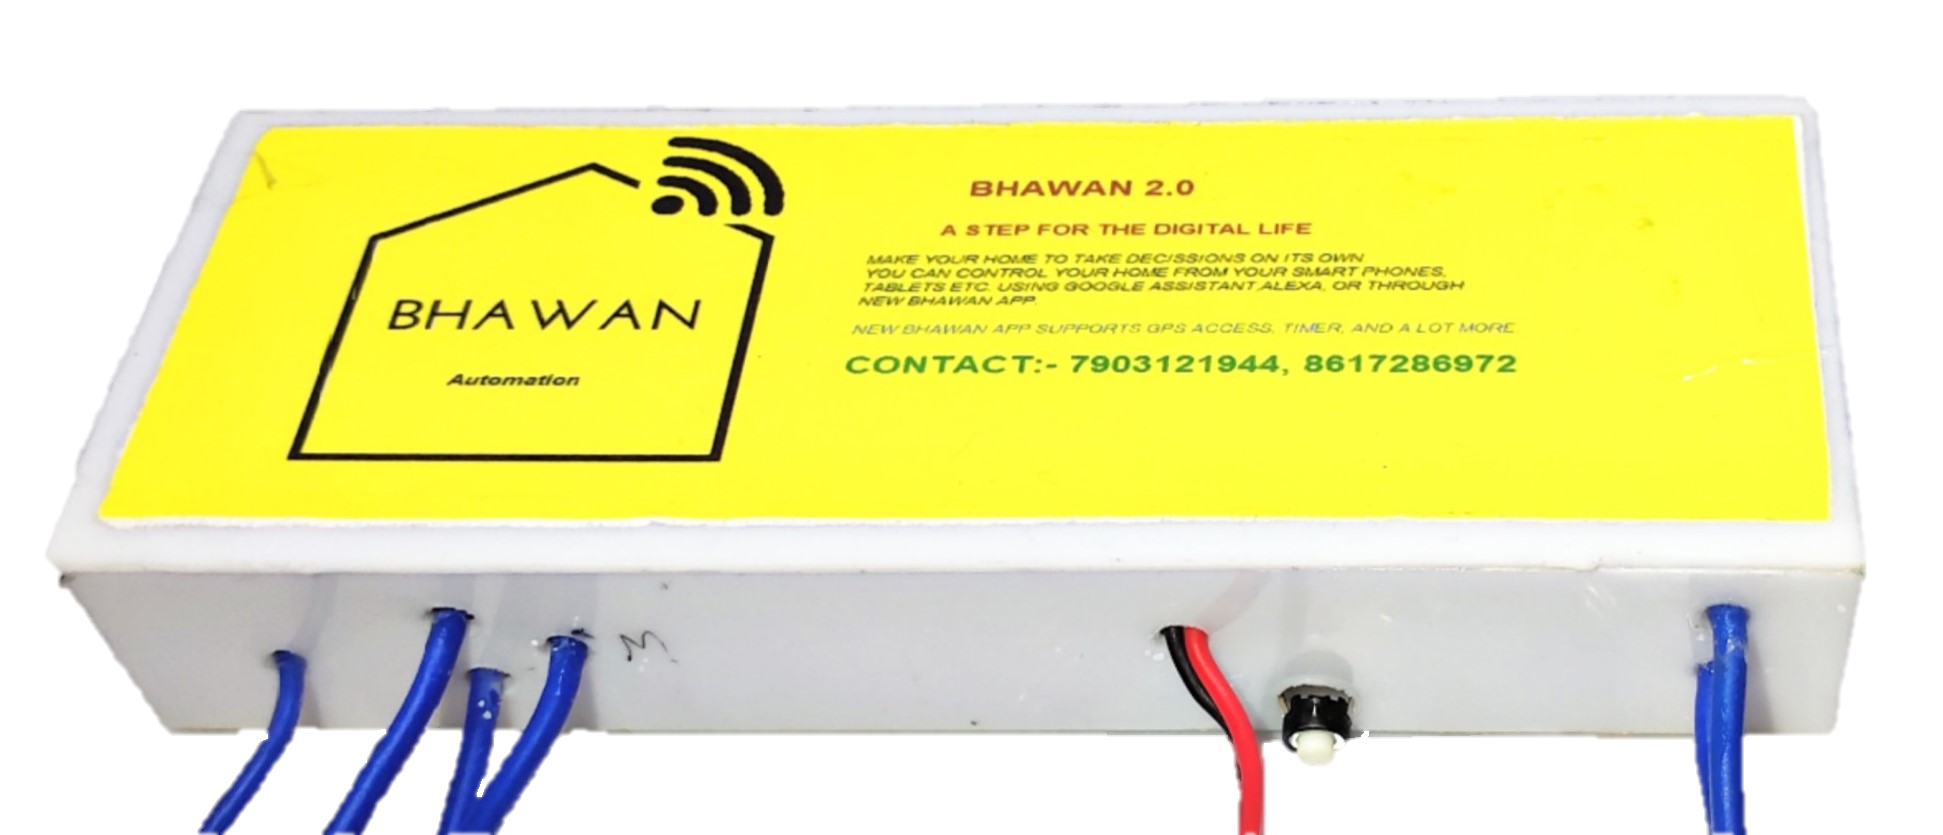 BHAWAN
Automation
BHAWAN 2.0
A STEP FOR THE DIGITAL LIFE
MAKE YOUR HOME TO TAKE DECISSIONS ON ITS OWN
YOU CAN CONTROL YOUR HOME FROM YOUR SMART PHONES,
TABLETS ETC. USING GOOGLE ASSISTANT,ALEXA, OR THROUGH
NEW BHAWAN APP.
NEW BHAWAN APP SUPPORTS GPS ACCESS, TIMER, AND A LOT MORE
CONTACT:- 7903121944, 8617286972
M